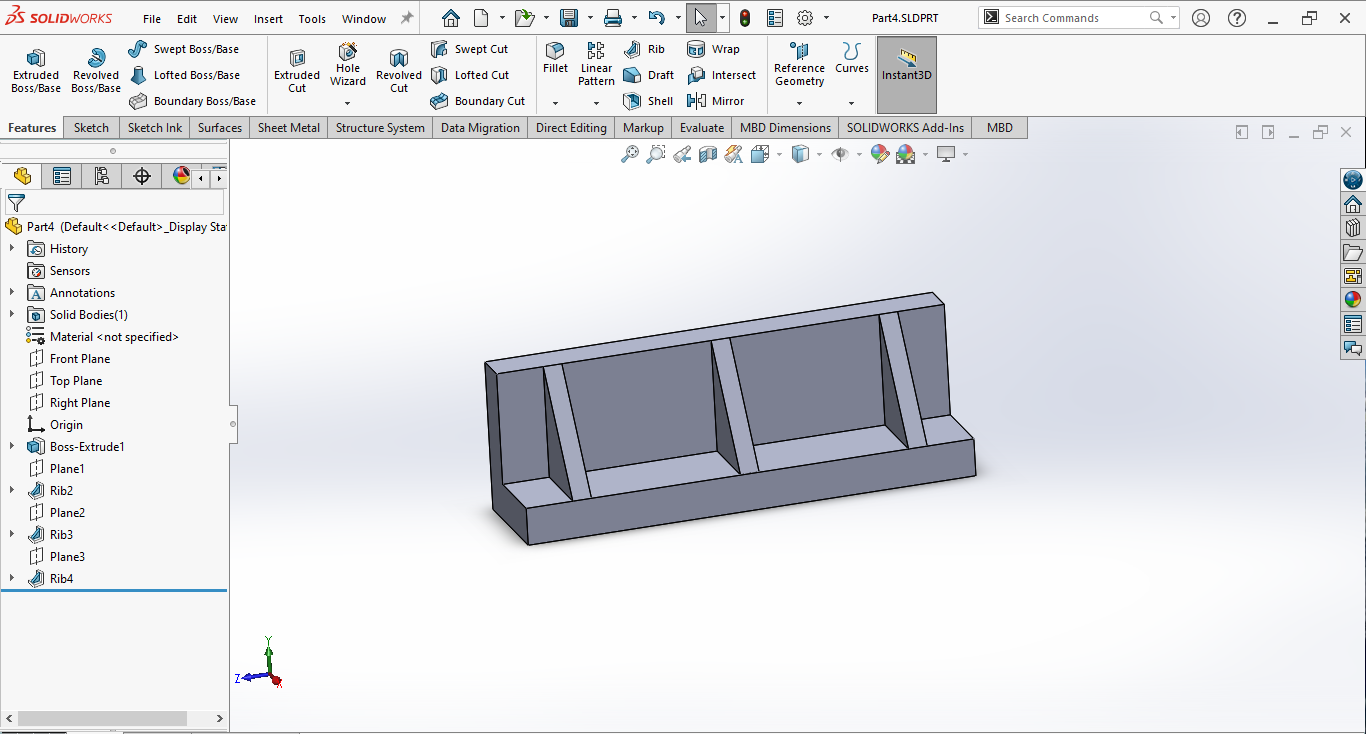 SOLIDWORKS File Edit View Insert Tools Window Part4.SLDPRT Search Commands
Extruded Boss/Base
Revolved Boss/Base
Swept Boss/Base
Lofted Boss/Base
Boundary Boss/Base
Extruded Cut
Hole Wizard
Revolved Cut
Swept Cut
Lofted Cut
Boundary Cut
Fillet
Linear Pattern
Rib
Draft
Shell
Wrap
Intersect
Mirror
Reference Geometry
Curves
Instant3D
Features Sketch Sketch Ink Surfaces Sheet Metal Structure System Data Migration Direct Editing Markup Evaluate MBD Dimensions SOLIDWORKS Add-Ins MBD
Part4 (Default<<Default>_Display Sta
History
Sensors
Annotations
Solid Bodies(1)
Material <not specified>
Front Plane
Top Plane
Right Plane
Origin
Boss-Extrude1
Plane1
Rib2
Plane2
Rib3
Plane3
Rib4
Y
Z
X